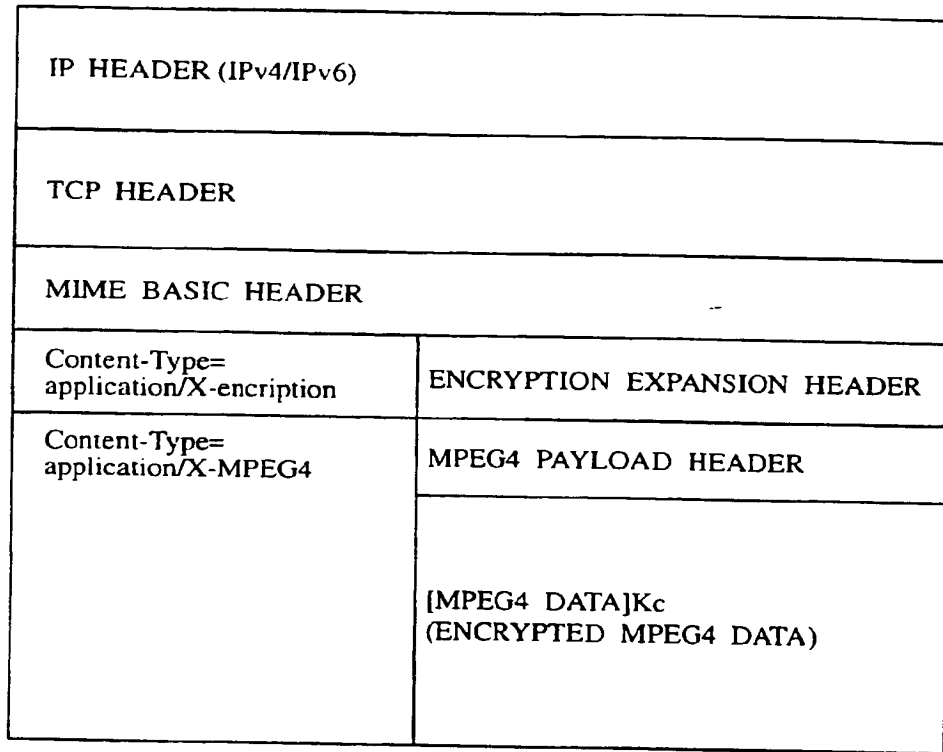 IP HEADER (IPv4/IPv6)
TCP HEADER
MIME BASIC HEADER
Content-Type=
application/X-encription
ENCRYPTION EXPANSION HEADER
Content-Type=
application/X-MPEG4
MPEG4 PAYLOAD HEADER
[MPEG4 DATA]Kc
(ENCRYPTED MPEG4 DATA)